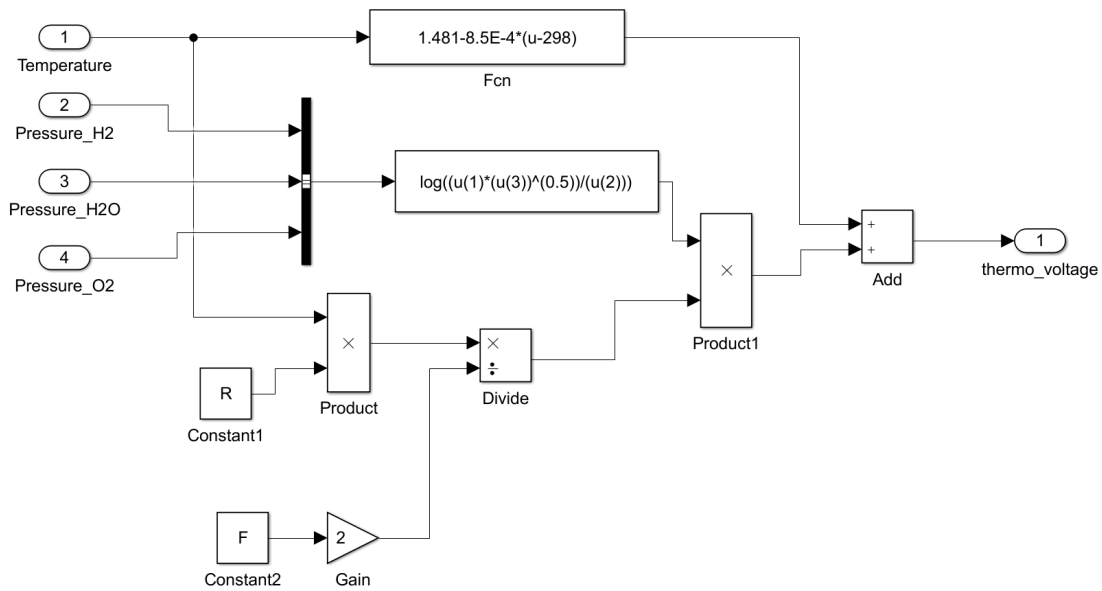 1
Temperature
1.481-8.5E-4*(u-298)
Fcn
2
Pressure_H2
3
Pressure_H2O
log((u(1)*(u(3))^(0.5))/(u(2)))
4
Pressure_O2
×
Product1
+
+
Add
1
thermo_voltage
R
Constant1
×
Product
×
÷
Divide
F
Constant2
2
Gain